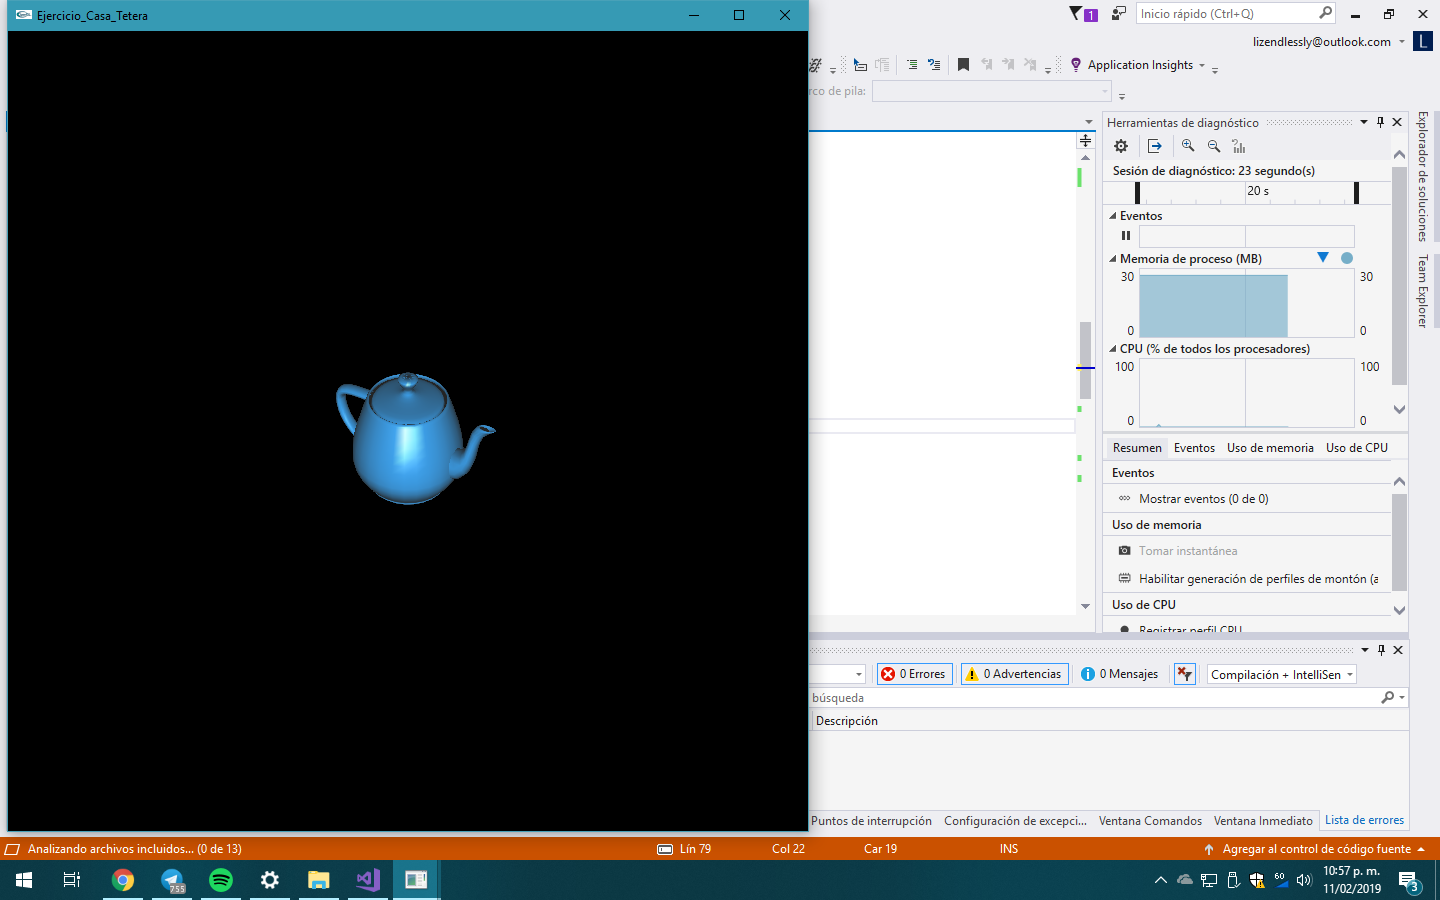 Ejercicio_Casa_Tetera
1
Inicio rápido (Ctrl+Q)
lizendlessly@outlook.com
L
Application Insights
rco de pila:
Herramientas de diagnóstico
Sesión de diagnóstico: 23 segundo(s)
20 s
Eventos
Memoria de proceso (MB)
30
30
0
0
CPU (% de todos los procesadores)
100
100
0
0
Resumen
Eventos
Uso de memoria
Uso de CPU
Eventos
Mostrar eventos (0 de 0)
Uso de memoria
Tomar instantánea
Habilitar generación de perfiles de montón (a
Uso de CPU
Registrar perfil CPU
Explorador de soluciones
Team Explorer
0 Errores
0 Advertencias
0 Mensajes
Compilación + IntelliSen
búsqueda
Descripción
Puntos de interrupción
Configuración de excepci...
Ventana Comandos
Ventana Inmediato
Lista de errores
Analizando archivos incluidos... (0 de 13)
Lín 79
Col 22
Car 19
INS
Agregar al control de código fuente
755
60
10:57 p. m.
11/02/2019
3